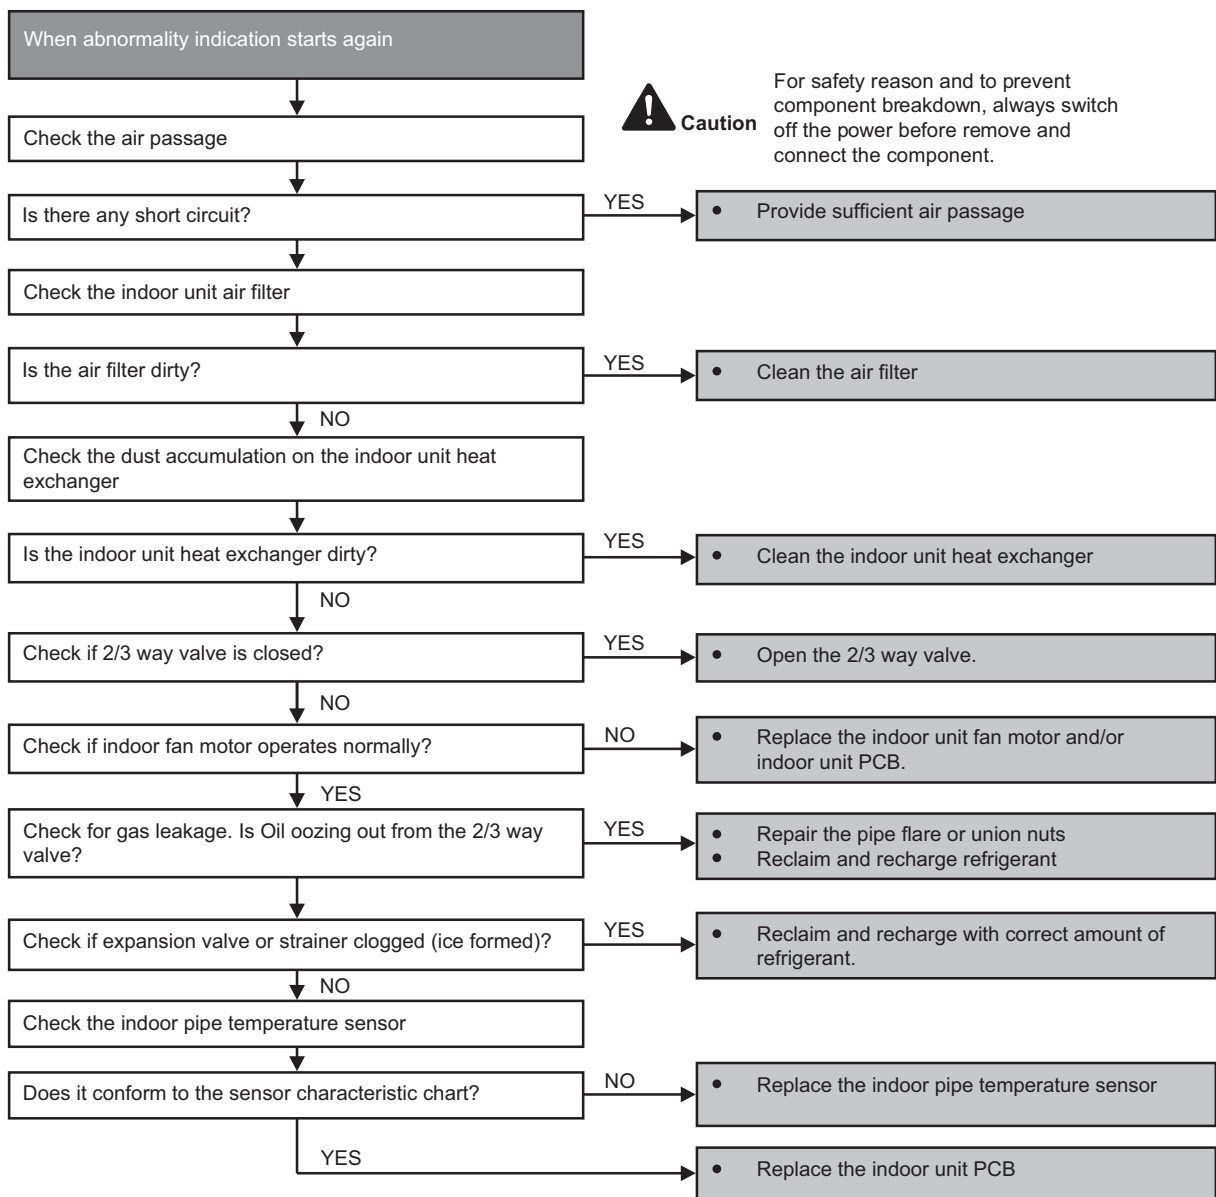 When abnormality indication starts again
Caution
For safety reason and to prevent
component breakdown, always switch
off the power before remove and
connect the component.
Check the air passage
Is there any short circuit?
YES
• Provide sufficient air passage
Check the indoor unit air filter
Is the air filter dirty?
YES
• Clean the air filter
NO
Check the dust accumulation on the indoor unit heat
exchanger
Is the indoor unit heat exchanger dirty?
YES
• Clean the indoor unit heat exchanger
NO
Check if 2/3 way valve is closed?
YES
• Open the 2/3 way valve.
NO
Check if indoor fan motor operates normally?
NO
• Replace the indoor unit fan motor and/or
indoor unit PCB.
YES
Check for gas leakage. Is Oil oozing out from the 2/3 way
valve?
YES
• Repair the pipe flare or union nuts
• Reclaim and recharge refrigerant
Check if expansion valve or strainer clogged (ice formed)?
YES
• Reclaim and recharge with correct amount of
refrigerant.
NO
Check the indoor pipe temperature sensor
Does it conform to the sensor characteristic chart?
NO
• Replace the indoor pipe temperature sensor
YES
• Replace the indoor unit PCB